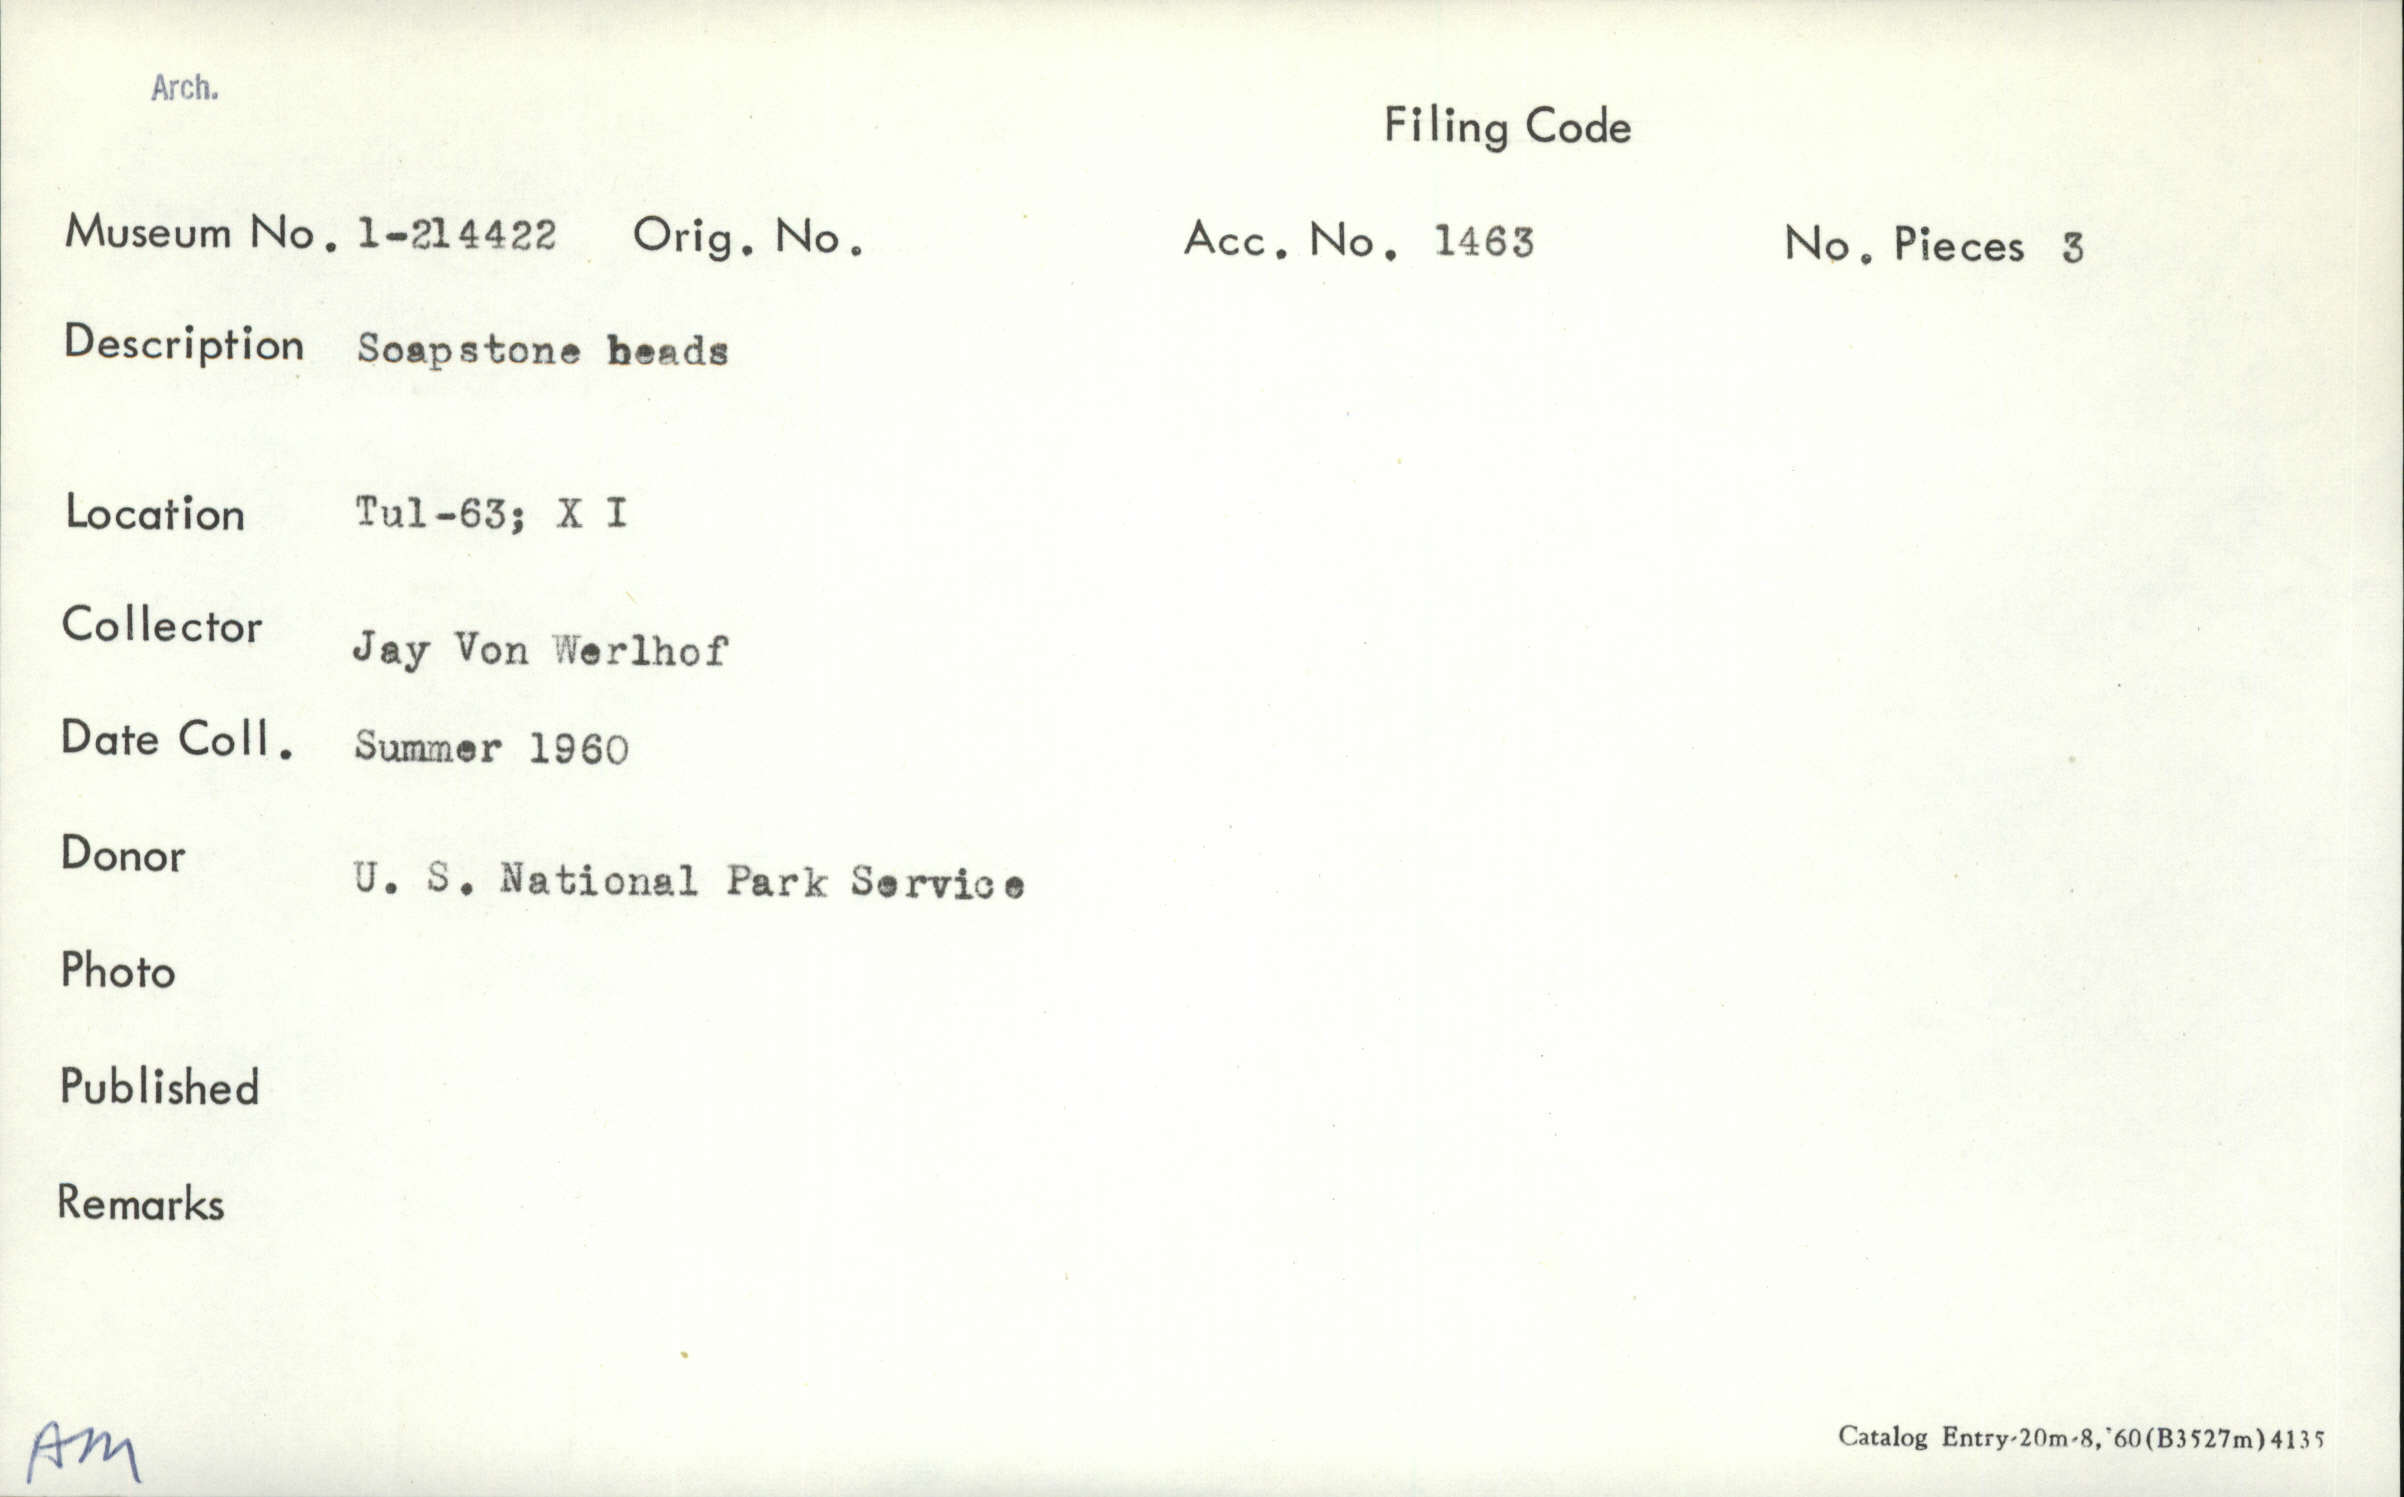 Arch.
Filing Code
Museum No. 1-214422 Orig. No. Acc. No. 1463 No. Pieces 3
Description Soapstone beads
Location Tul-63; X I
Collector Jay Von Werlhof
Date Coll. Summer 1960
Donor U. S. National Park Service
Photo
Published
Remarks
AM
Catalog Entry-20m-8,'60(B3527m)4135